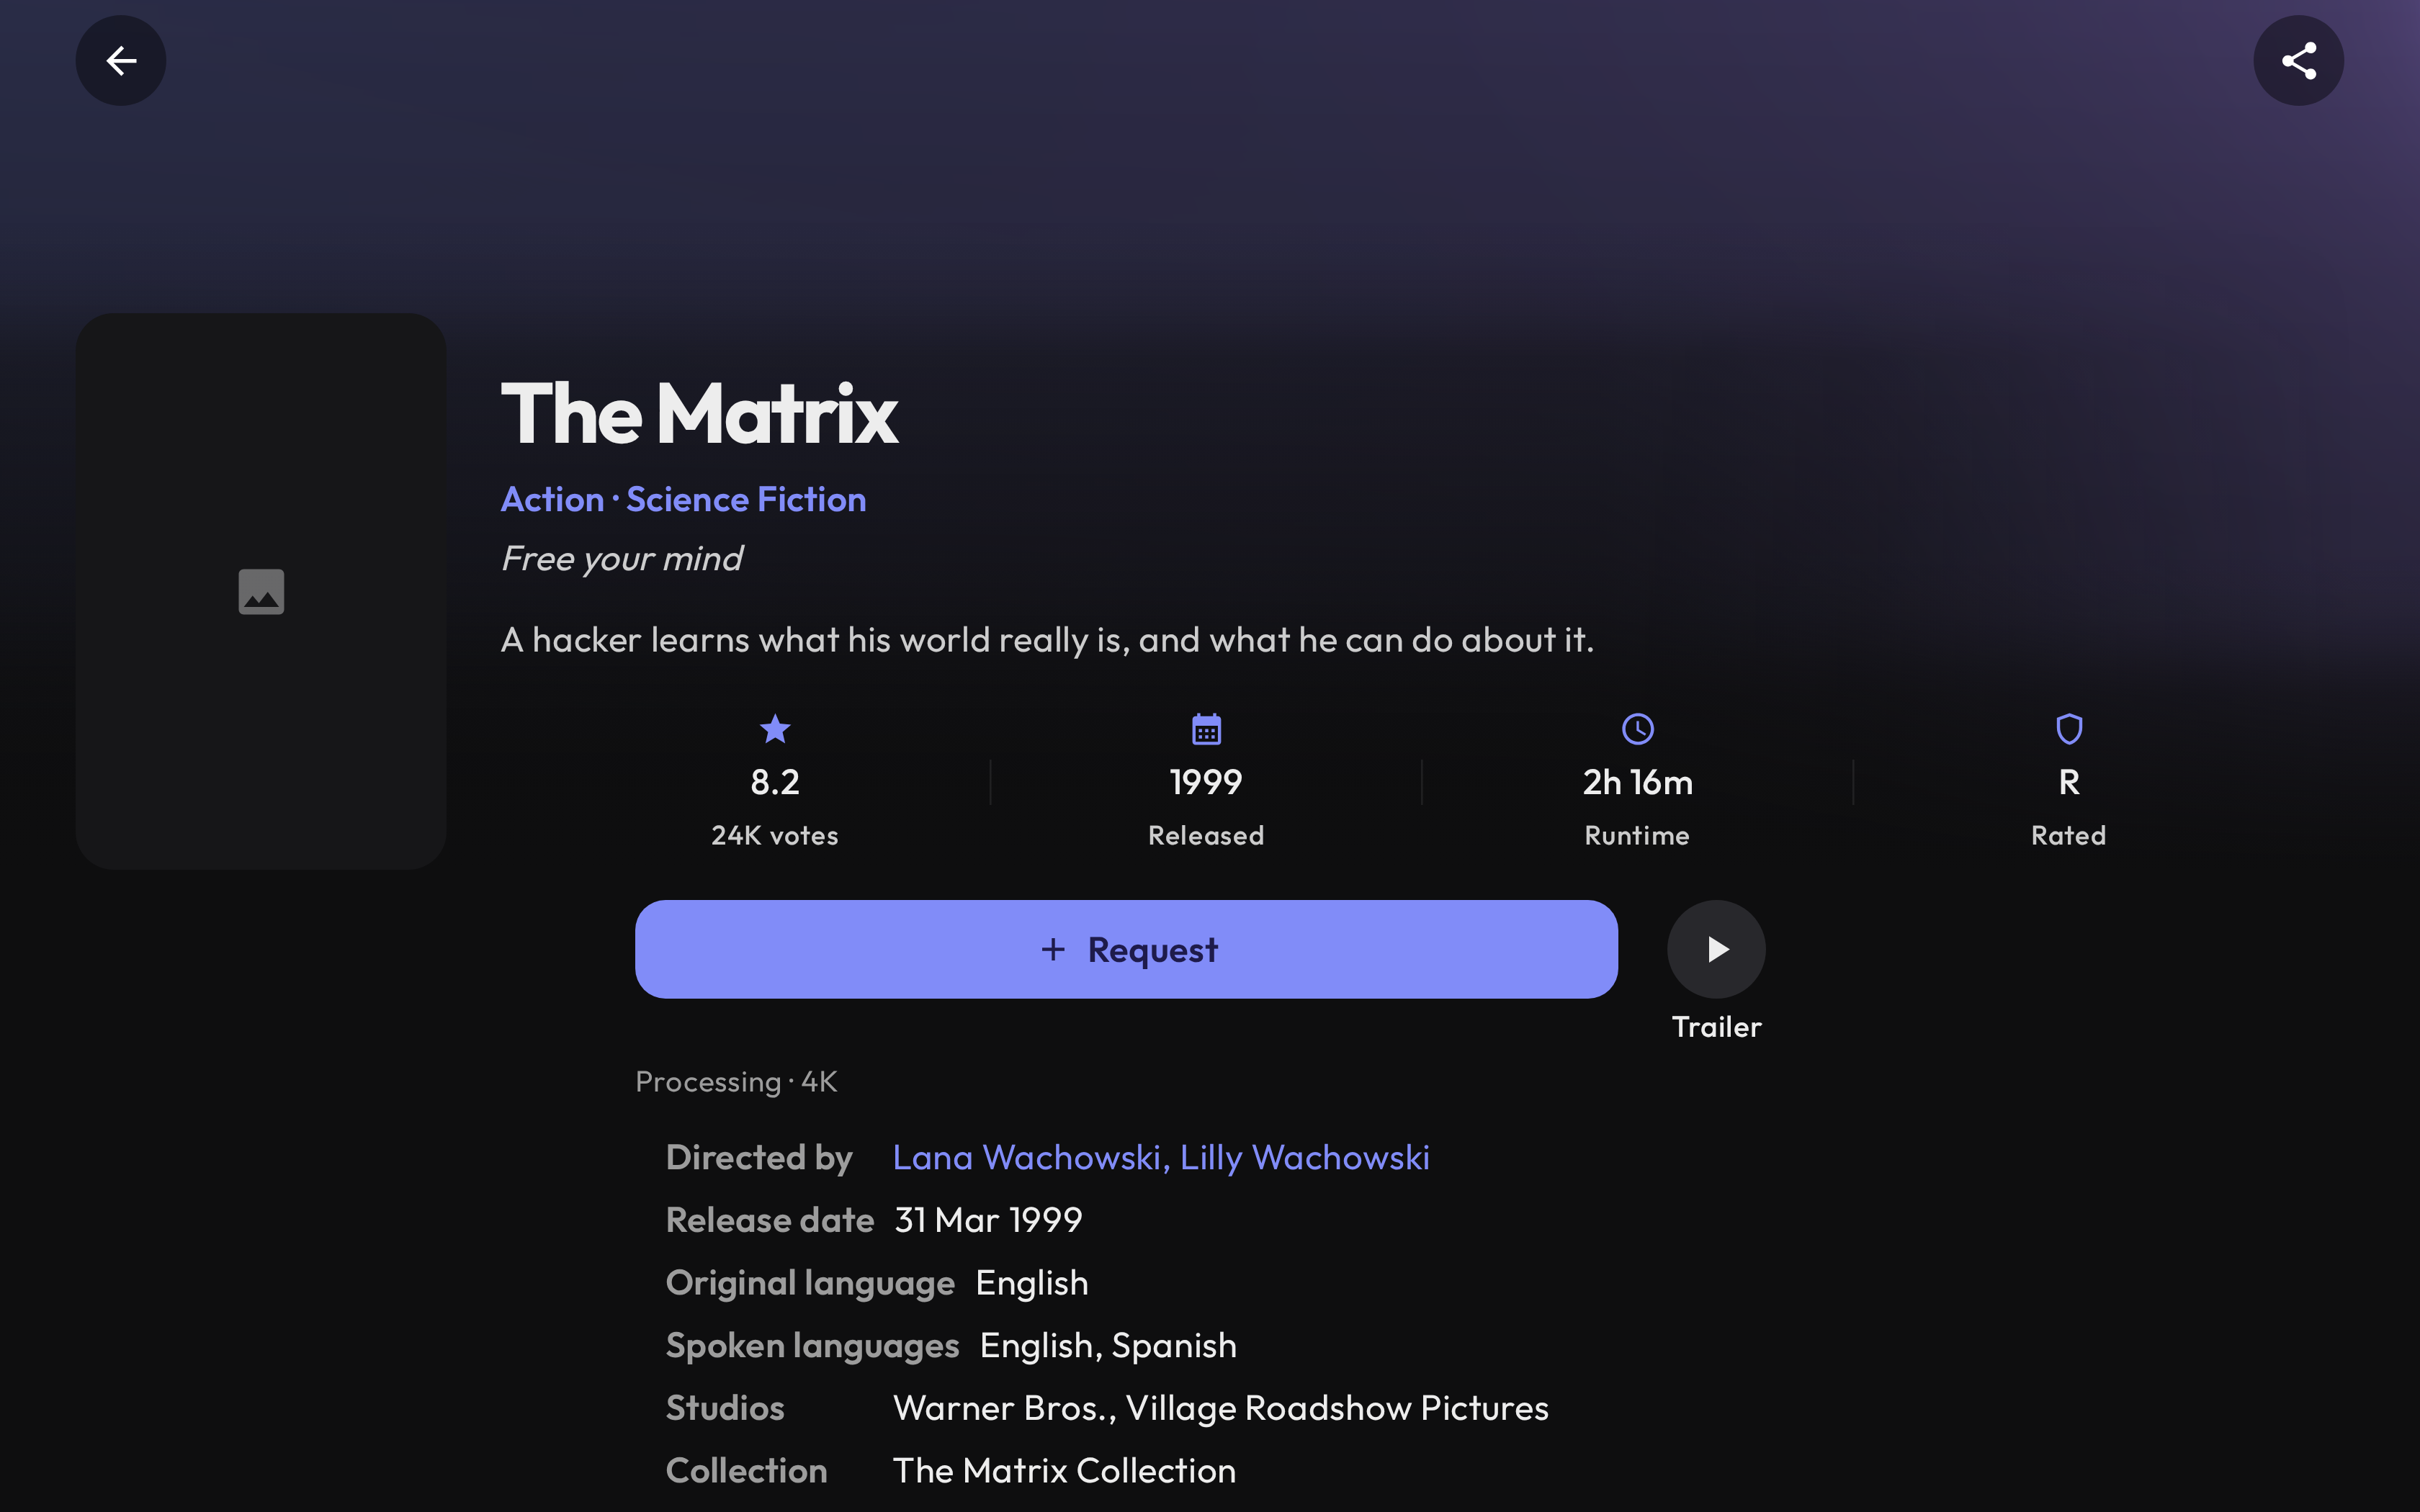 The Matrix
Action · Science Fiction
Free your mind
A hacker learns what his world really is, and what he can do about it.
8.2 1999 2h 16m R
24K votes Released Runtime Rated
+ Request
Trailer
Processing · 4K
Directed by Lana Wachowski, Lilly Wachowski
Release date 31 Mar 1999
Original language English
Spoken languages English, Spanish
Studios Warner Bros., Village Roadshow Pictures
Collection The Matrix Collection